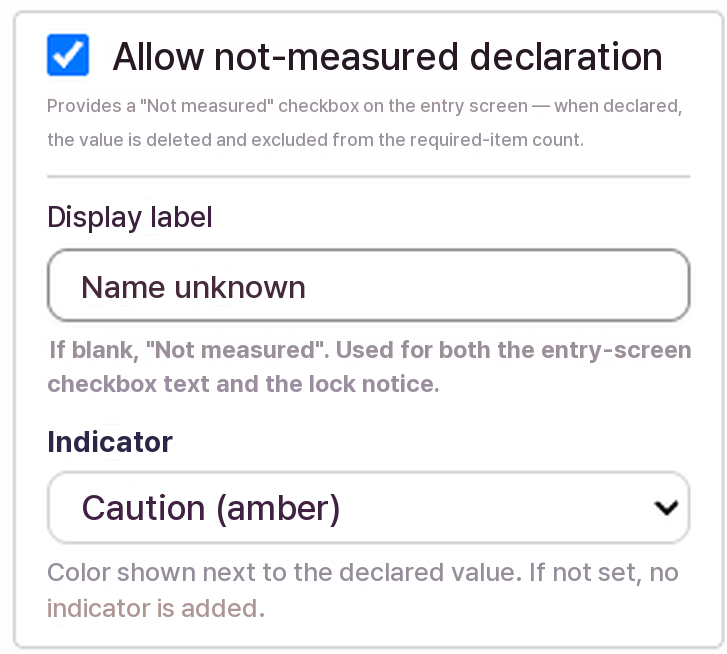 Allow not-measured declaration
Provides a "Not measured" checkbox on the entry screen — when declared,
the value is deleted and excluded from the required-item count.
Display label
Name unknown
If blank, "Not measured". Used for both the entry-screen
checkbox text and the lock notice.
Indicator
Caution (amber)
Color shown next to the declared value. If not set, no
indicator is added.